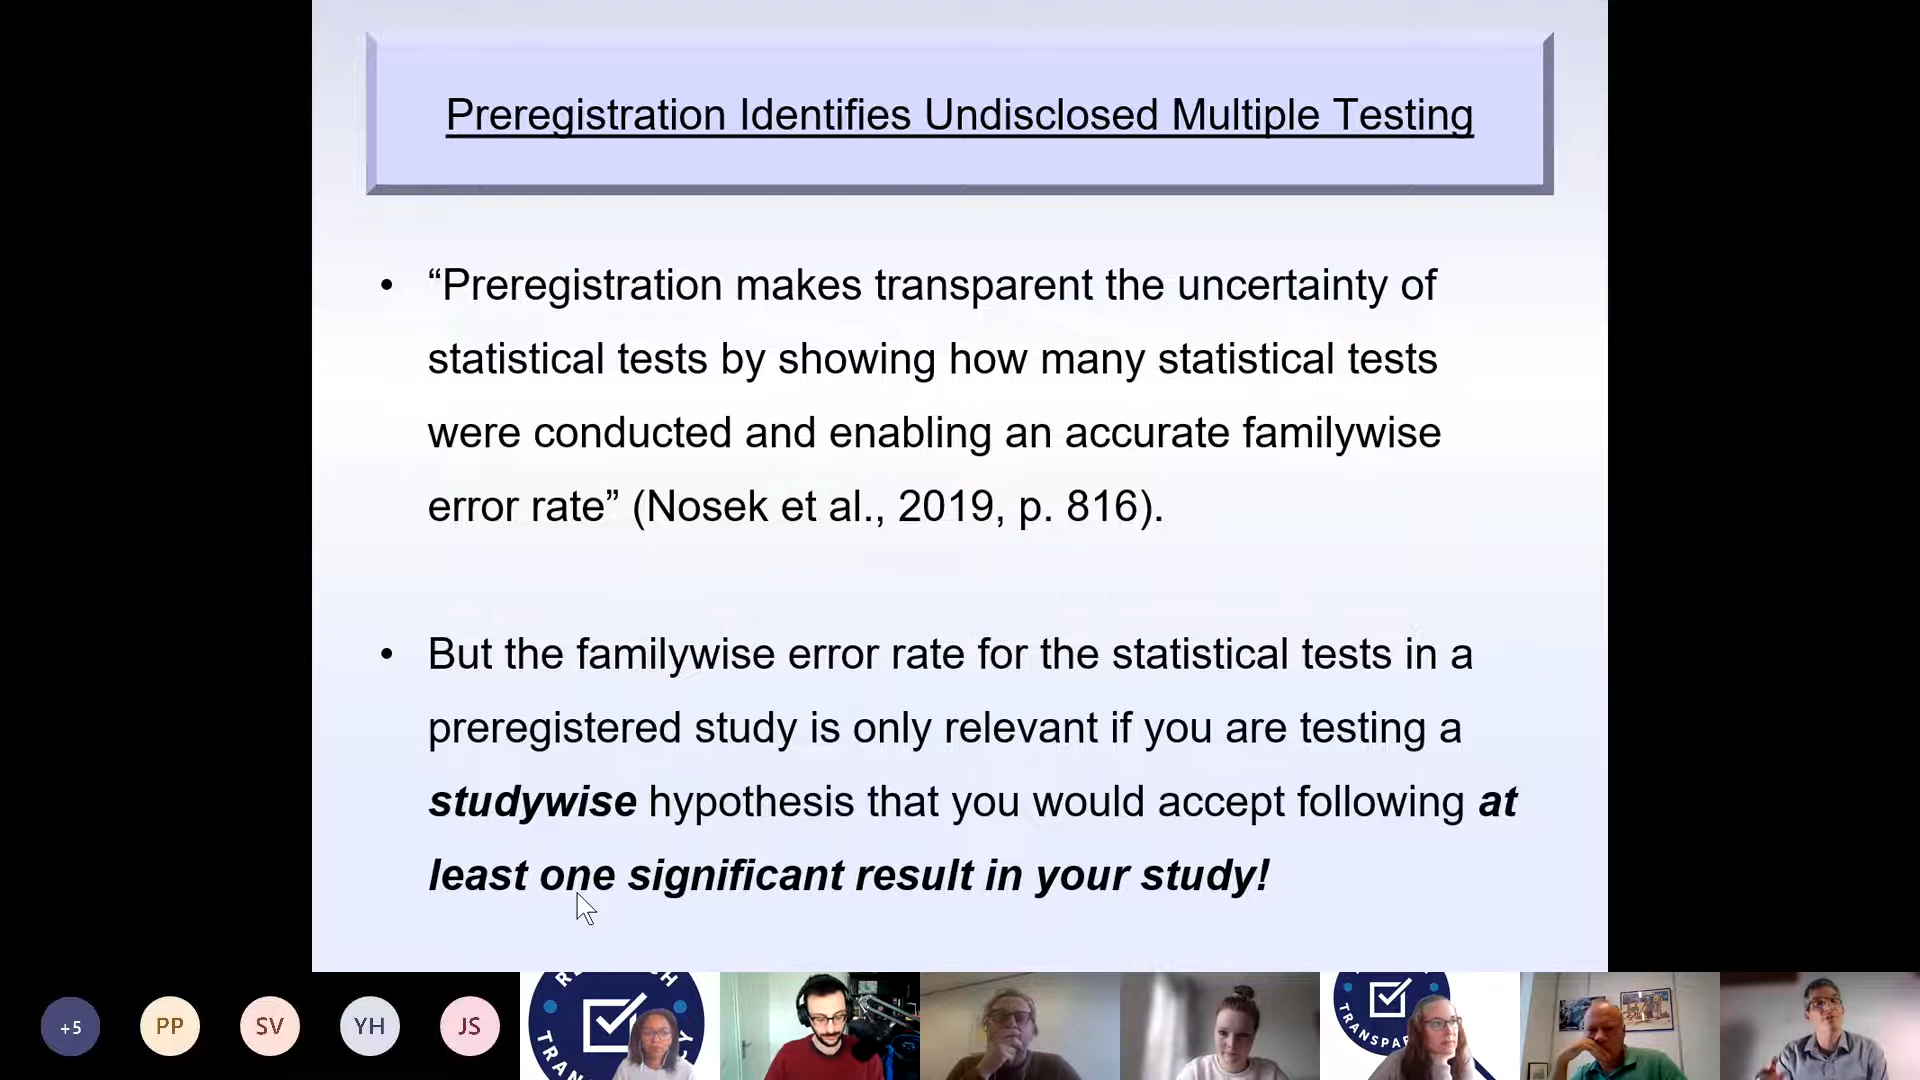 Preregistration Identifies Undisclosed Multiple Testing
• “Preregistration makes transparent the uncertainty of
statistical tests by showing how many statistical tests
were conducted and enabling an accurate familywise
error rate” (Nosek et al., 2019, p. 816).
• But the familywise error rate for the statistical tests in a
preregistered study is only relevant if you are testing a
studywise hypothesis that you would accept following at
least one significant result in your study!
+5 PP SV YH JS